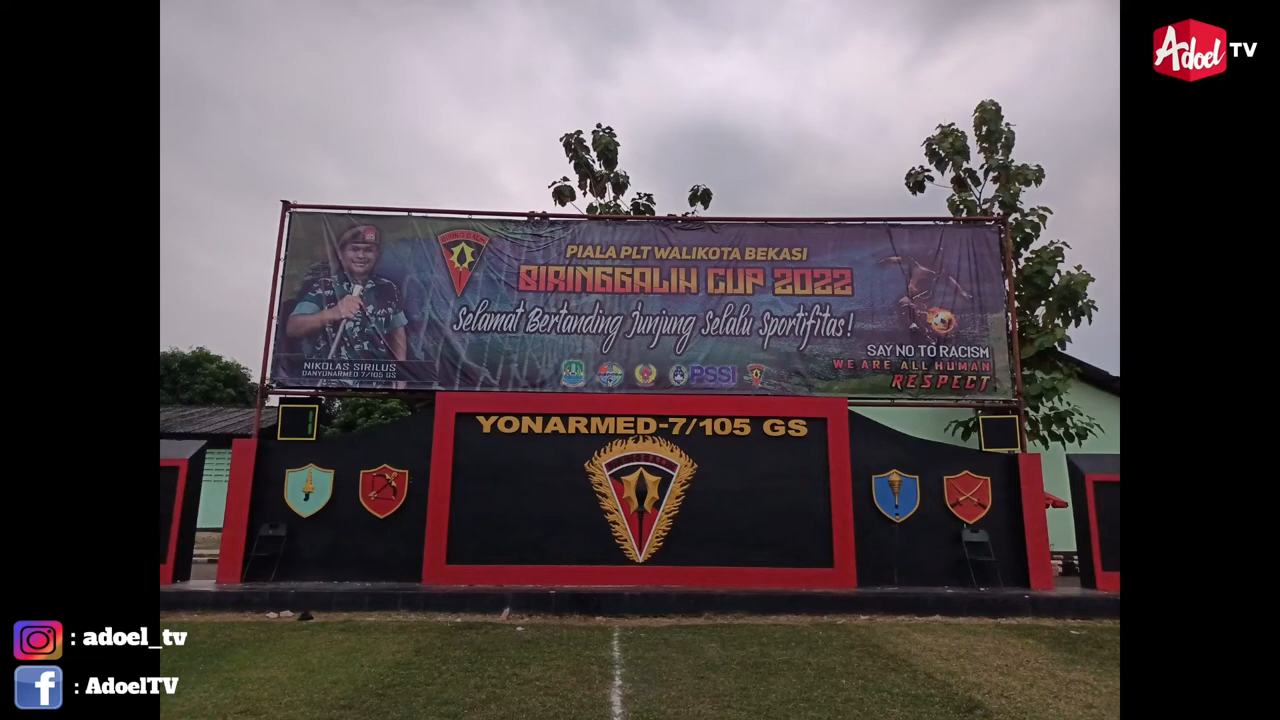 Adoel TV
PIALA PLT WALIKOTA BEKASI
BIRINGGALIH CUP 2022
Selamat Bertanding Junjung Selalu Sportifitas!
NIKOLAS SIRILUS
DANYONARMED 7/105 GS
PSSI
SAY NO TO RACISM
WE ARE ALL HUMAN
RESPECT
YONARMED-7/105 GS
: adoel_tv
: AdoelTV